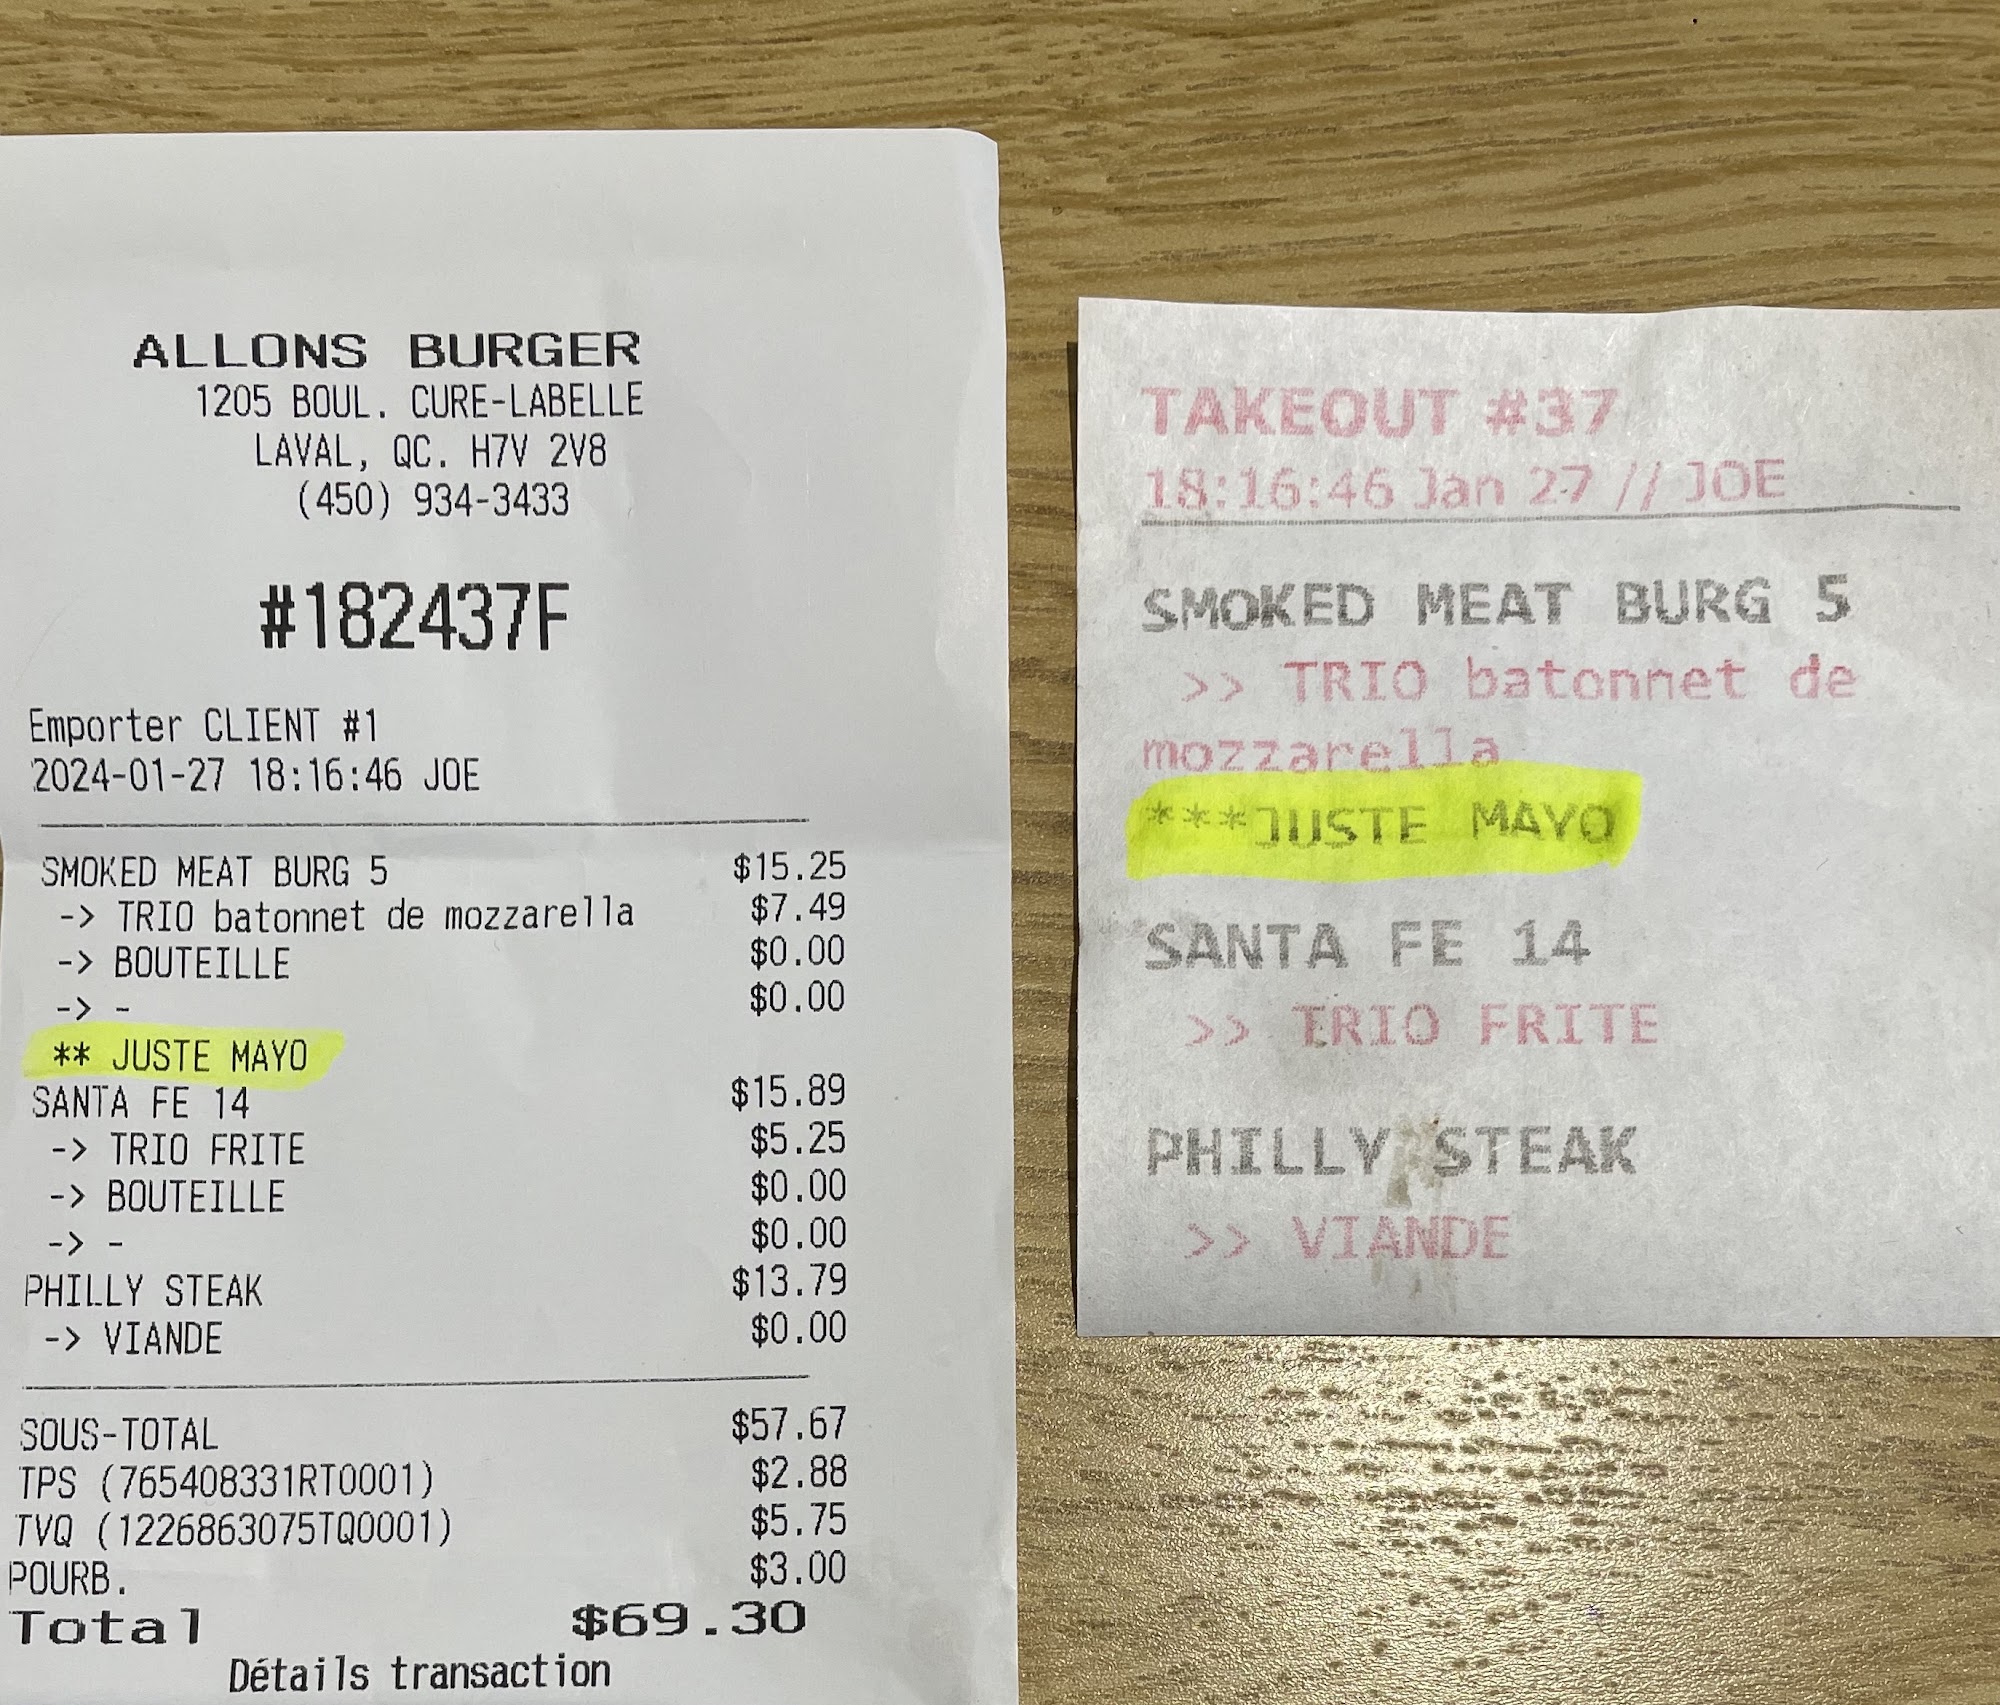 ALLONS BURGER
1205 BOUL. CURE-LABELLE
LAVAL, QC. H7V 2V8
(450) 934-3433
#182437F
Emporter CLIENT #1
2024-01-27 18:16:46 JOE
SMOKED MEAT BURG 5 $15.25
-> TRIO batonnet de mozzarella $7.49
-> BOUTEILLE $0.00
-> - $0.00
** JUSTE MAYO
SANTA FE 14 $15.89
-> TRIO FRITE $5.25
-> BOUTEILLE $0.00
-> - $0.00
PHILLY STEAK $13.79
-> VIANDE $0.00
SOUS-TOTAL $57.67
TPS (765408331RT0001) $2.88
TVQ (1226863075TQ0001) $5.75
POURB. $3.00
Total $69.30
Détails transaction
TAKEOUT #37
18:16:46 Jan 27 // JOE
SMOKED MEAT BURG 5
>> TRIO batonnet de
mozzarella
***JUSTE MAYO
SANTA FE 14
>> TRIO FRITE
PHILLY STEAK
>> VIANDE